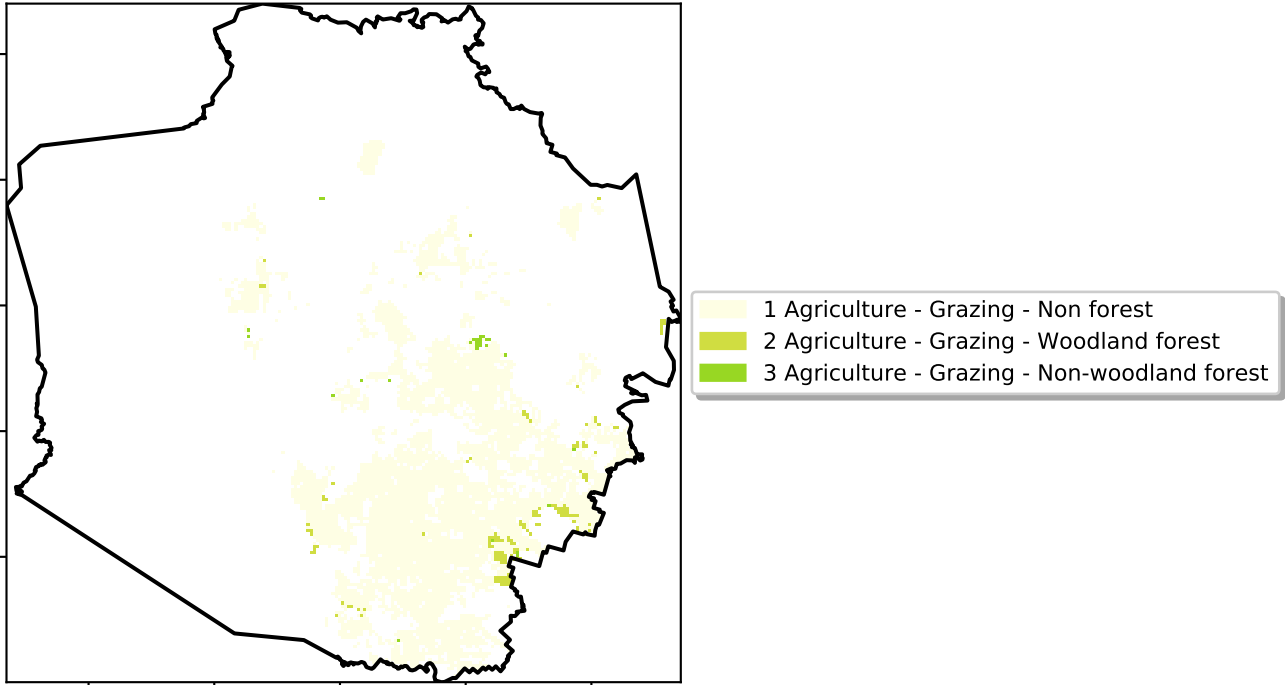 1 Agriculture - Grazing - Non forest
2 Agriculture - Grazing - Woodland forest
3 Agriculture - Grazing - Non-woodland forest